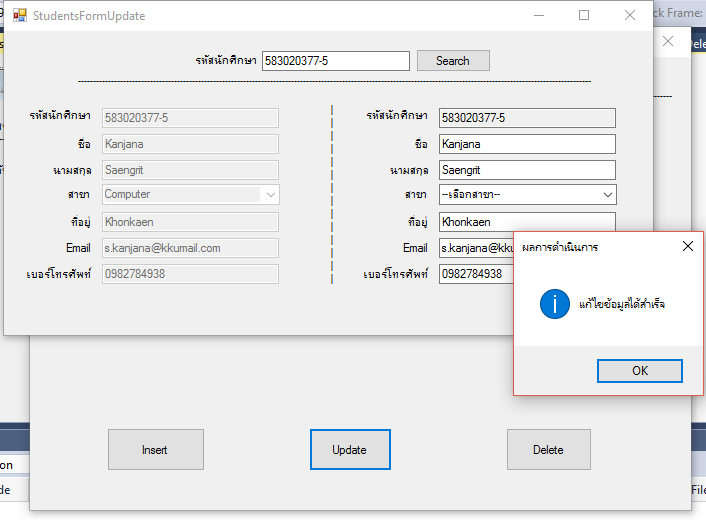 StudentsFormUpdate
ck Frame:
รหัสนักศึกษา 583020377-5 Search
Dele
รหัสนักศึกษา 583020377-5 รหัสนักศึกษา 583020377-5
ชื่อ Kanjana ชื่อ Kanjana
นามสกุล Saengrit นามสกุล Saengrit
สาขา Computer สาขา --เลือกสาขา--
ที่อยู่ Khonkaen ที่อยู่ Khonkaen
Email s.kanjana@kkumail.com Email s.kanjana@kku
เบอร์โทรศัพท์ 0982784938 เบอร์โทรศัพท์ 0982784938
ผลการดำเนินการ
แก้ไขข้อมูลได้สำเร็จ
OK
Insert Update Delete
on
de
File